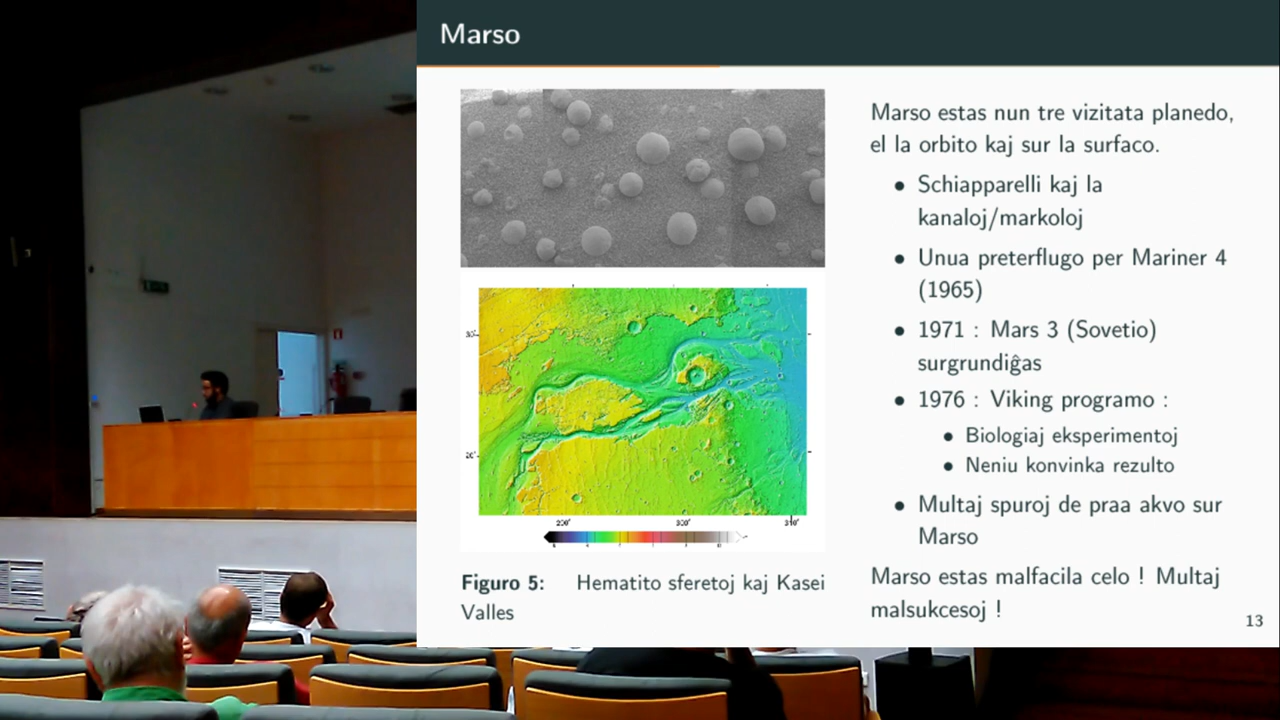 Marso
Marso estas nun tre vizitata planedo,
el la orbito kaj sur la surfaco.
• Schiapparelli kaj la
kanaloj/markoloj
• Unua preterflugo per Mariner 4
(1965)
• 1971 : Mars 3 (Sovetio)
surgrundiĝas
• 1976 : Viking programo :
• Biologiaj eksperimentoj
• Neniu konvinka rezulto
• Multaj spuroj de praa akvo sur
Marso
Marso estas malfacila celo ! Multaj
malsukcesoj !
290° 300° 310°
Figuro 5: Hematito sferetoj kaj Kasei
Valles
13